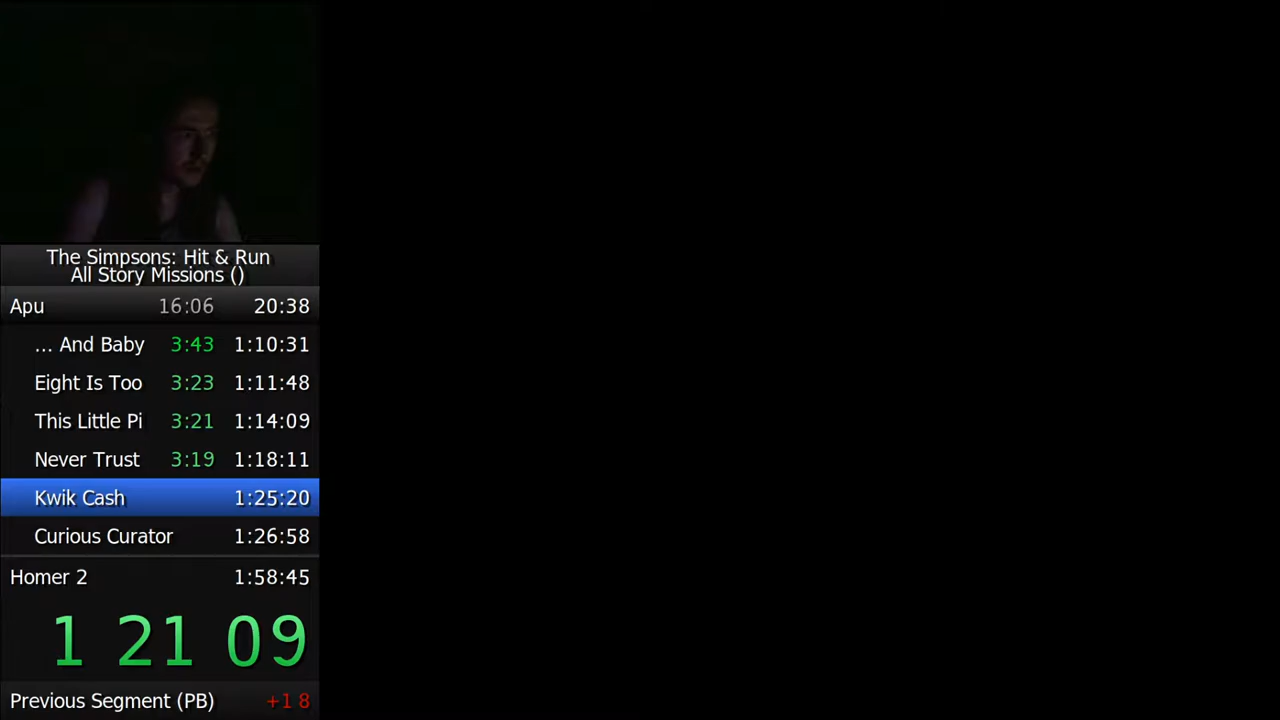 The Simpsons: Hit & Run
All Story Missions ()
Apu 16:06 20:38
... And Baby 3:43 1:10:31
Eight Is Too 3:23 1:11:48
This Little Pi 3:21 1:14:09
Never Trust 3:19 1:18:11
Kwik Cash 1:25:20
Curious Curator 1:26:58
Homer 2 1:58:45
1 21 09
Previous Segment (PB) +1 8